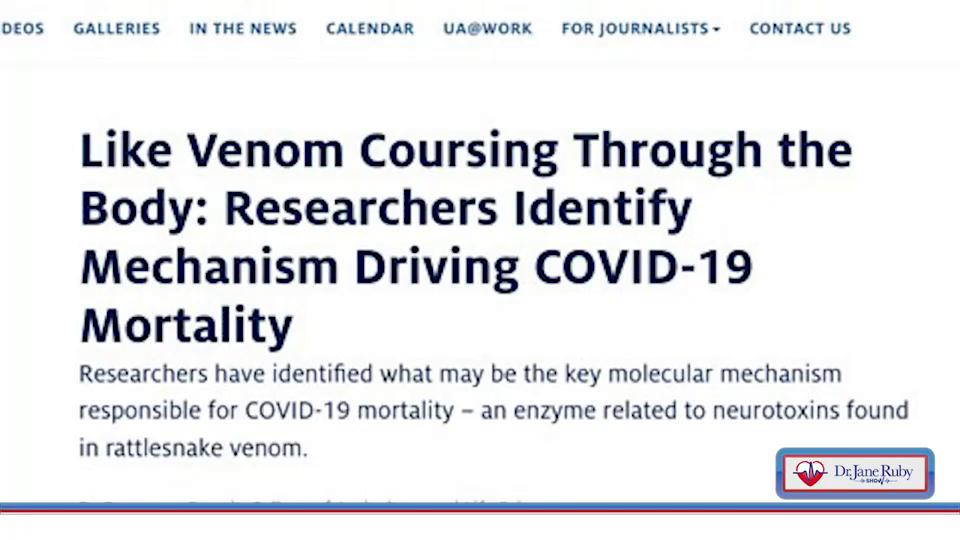 DEOS GALLERIES IN THE NEWS CALENDAR UA@WORK FOR JOURNALISTS CONTACT US
Like Venom Coursing Through the
Body: Researchers Identify
Mechanism Driving COVID-19
Mortality
Researchers have identified what may be the key molecular mechanism
responsible for COVID-19 mortality – an enzyme related to neurotoxins found
in rattlesnake venom.
Dr. Jane Ruby
SHOW